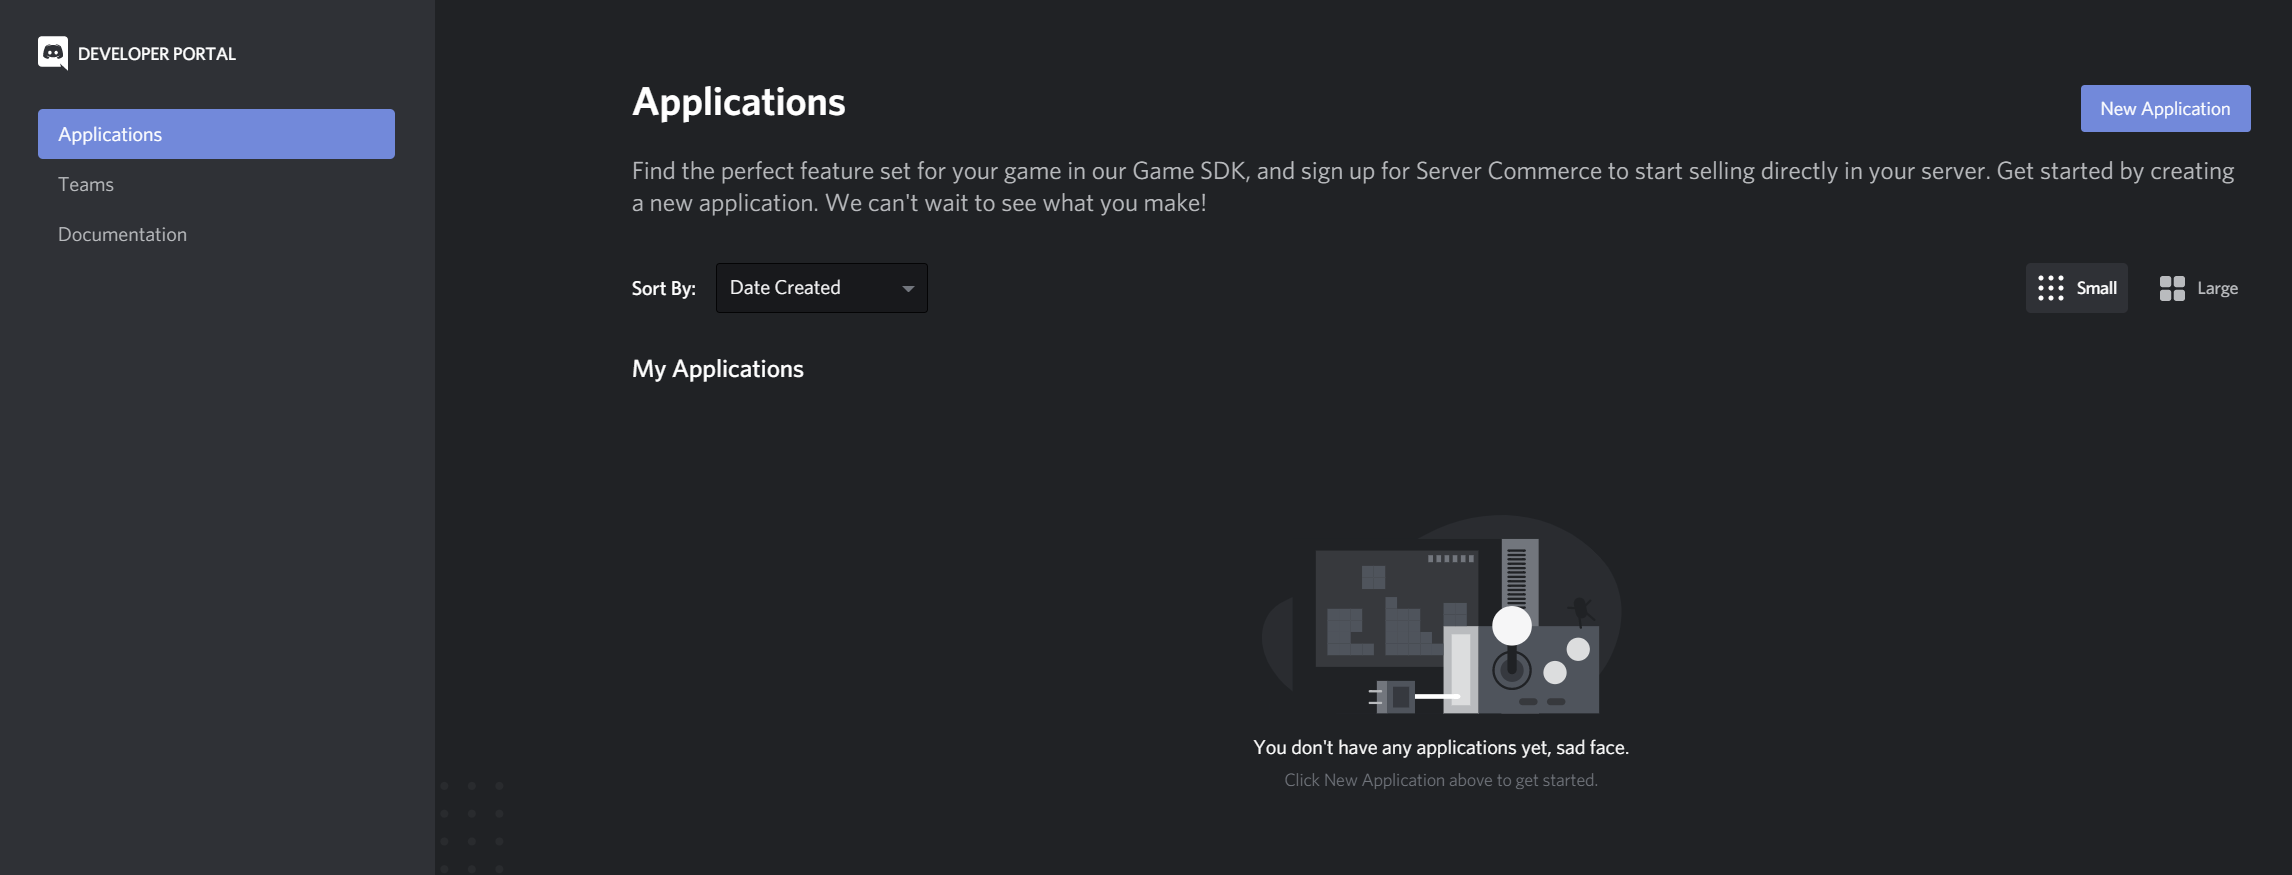 DEVELOPER PORTAL
Applications
Teams
Documentation
Applications
New Application
Find the perfect feature set for your game in our Game SDK, and sign up for Server Commerce to start selling directly in your server. Get started by creating
a new application. We can't wait to see what you make!
Sort By:
Date Created
Small
Large
My Applications
You don't have any applications yet, sad face.
Click New Application above to get started.